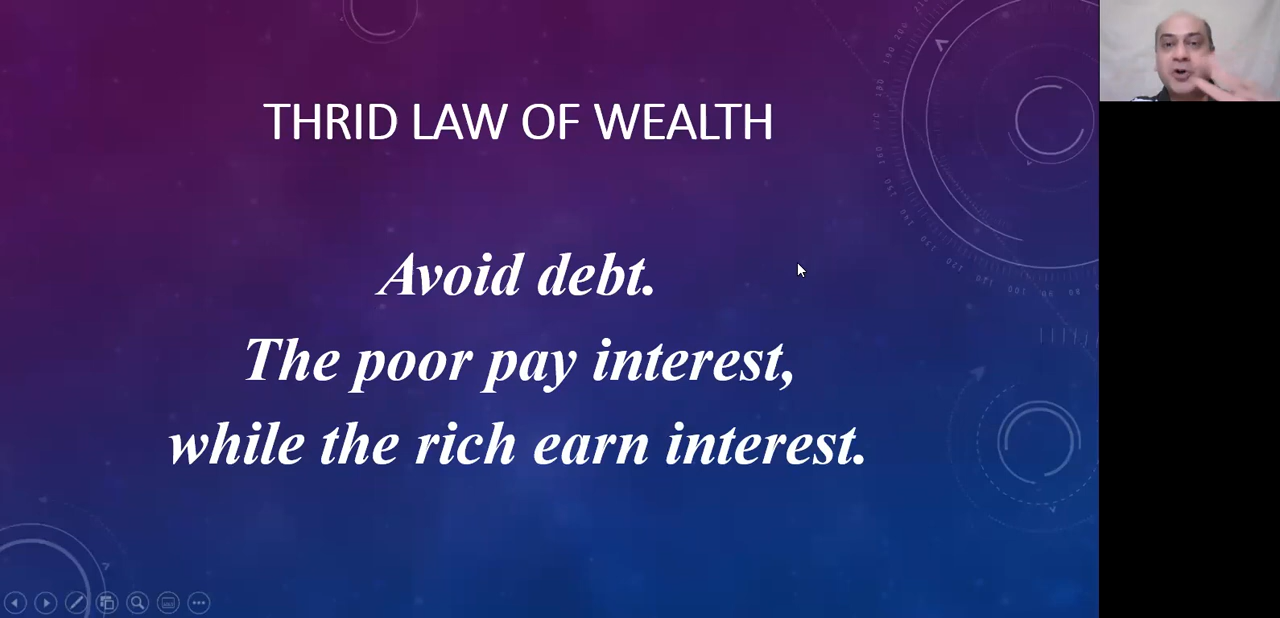 THRID LAW OF WEALTH
Avoid debt.
The poor pay interest,
while the rich earn interest.